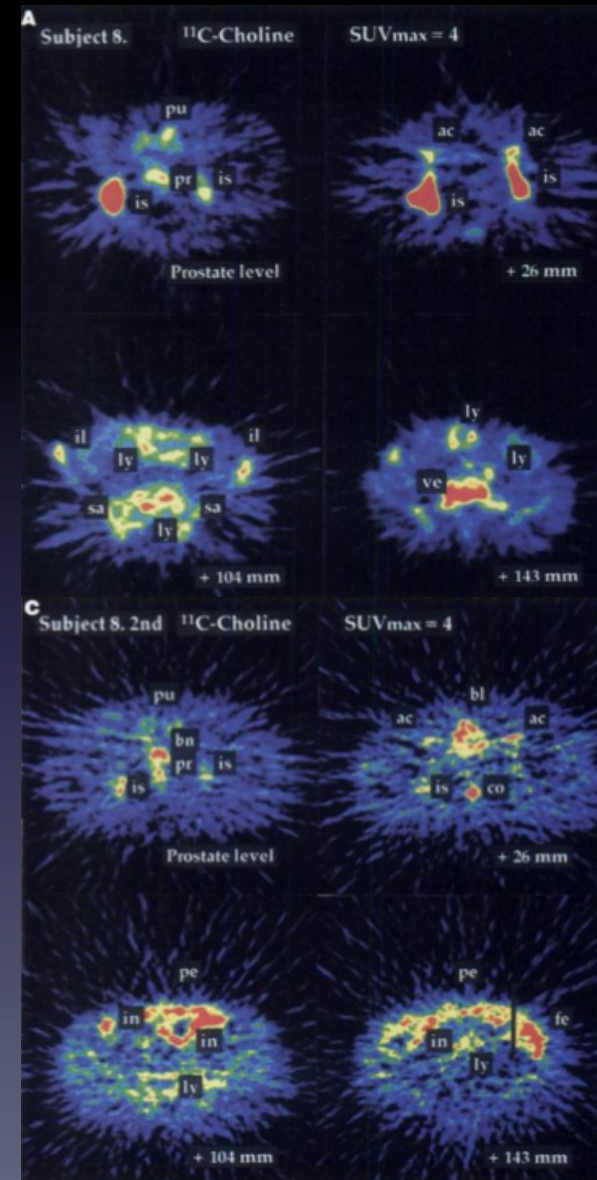 A
Subject 8. ¹¹C-Choline SUVmax = 4
pu
pr is
is
Prostate level
ac ac
is
is
+ 26 mm
il il
ly ly
sa sa
ly
+ 104 mm
ly
ly
ve
+ 143 mm
C
Subject 8. 2nd ¹¹C-Choline SUVmax = 4
pu
bn
pr is
is
Prostate level
bl
ac ac
is co
+ 26 mm
pe
in
in
ly
+ 104 mm
pe
fe
in
ly
+ 143 mm